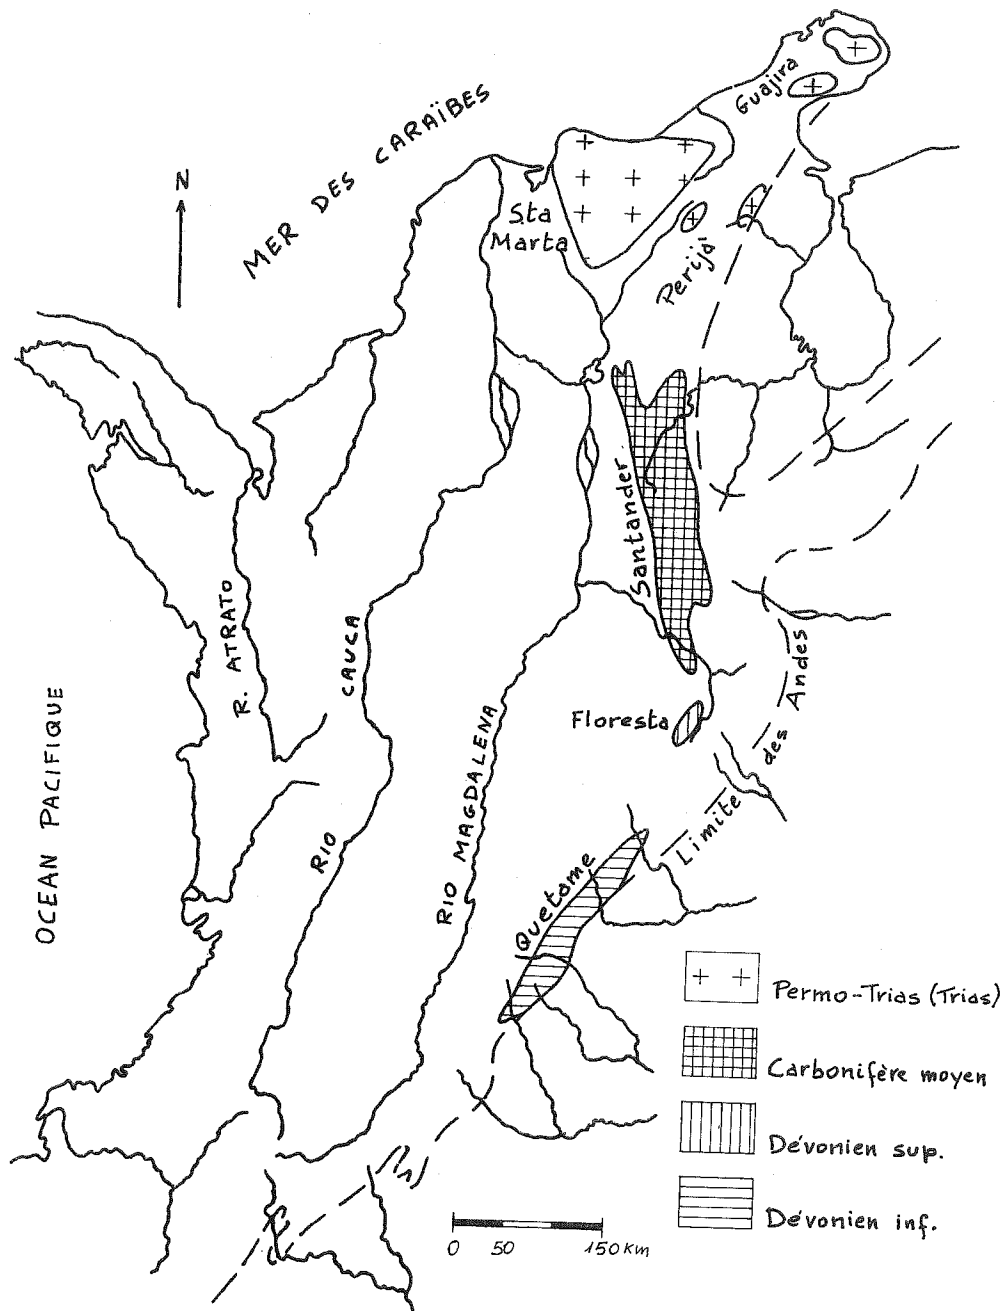 MER DES CARAÏBES
Guajira
N
Sta
Marta
Perijá
Santander
R. ATRATO
CAUCA
OCEAN PACIFIQUE
Floresta
RIO MAGDALENA
Limite des Andes
RIO
Quetame
Permo-Trias (Trias)
Carbonifère moyen
Dévonien sup.
Dévonien inf.
0 50 150 km